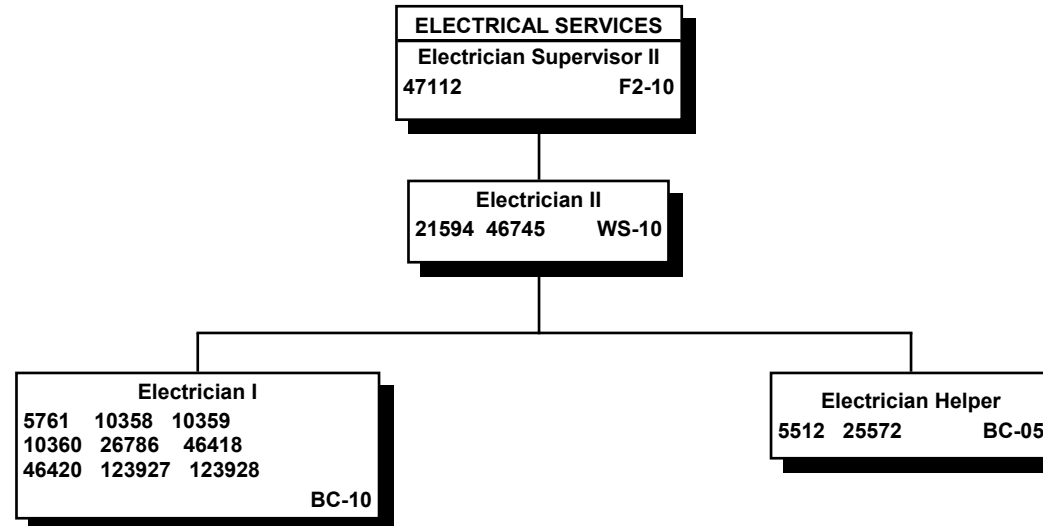 ELECTRICAL SERVICES
Electrician Supervisor II
47112 F2-10
Electrician II
21594 46745 WS-10
Electrician I
5761 10358 10359
10360 26786 46418
46420 123927 123928
BC-10
Electrician Helper
5512 25572 BC-05